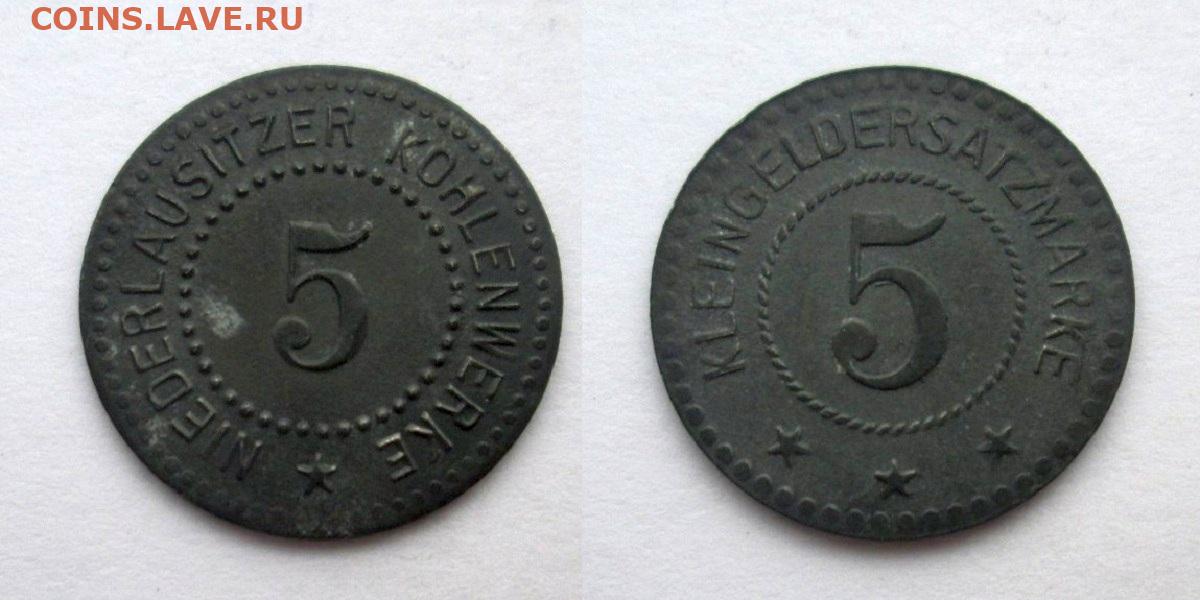 COINS.LAVE.RU
NIEDERLAUSITZER KOHLENWERKE
5
KLEINGELDERSATZMARKE
5